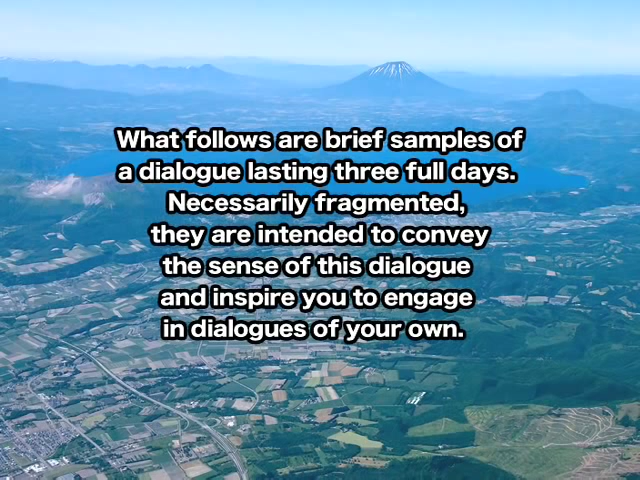 What follows are brief samples of
a dialogue lasting three full days.
Necessarily fragmented,
they are intended to convey
the sense of this dialogue
and inspire you to engage
in dialogues of your own.